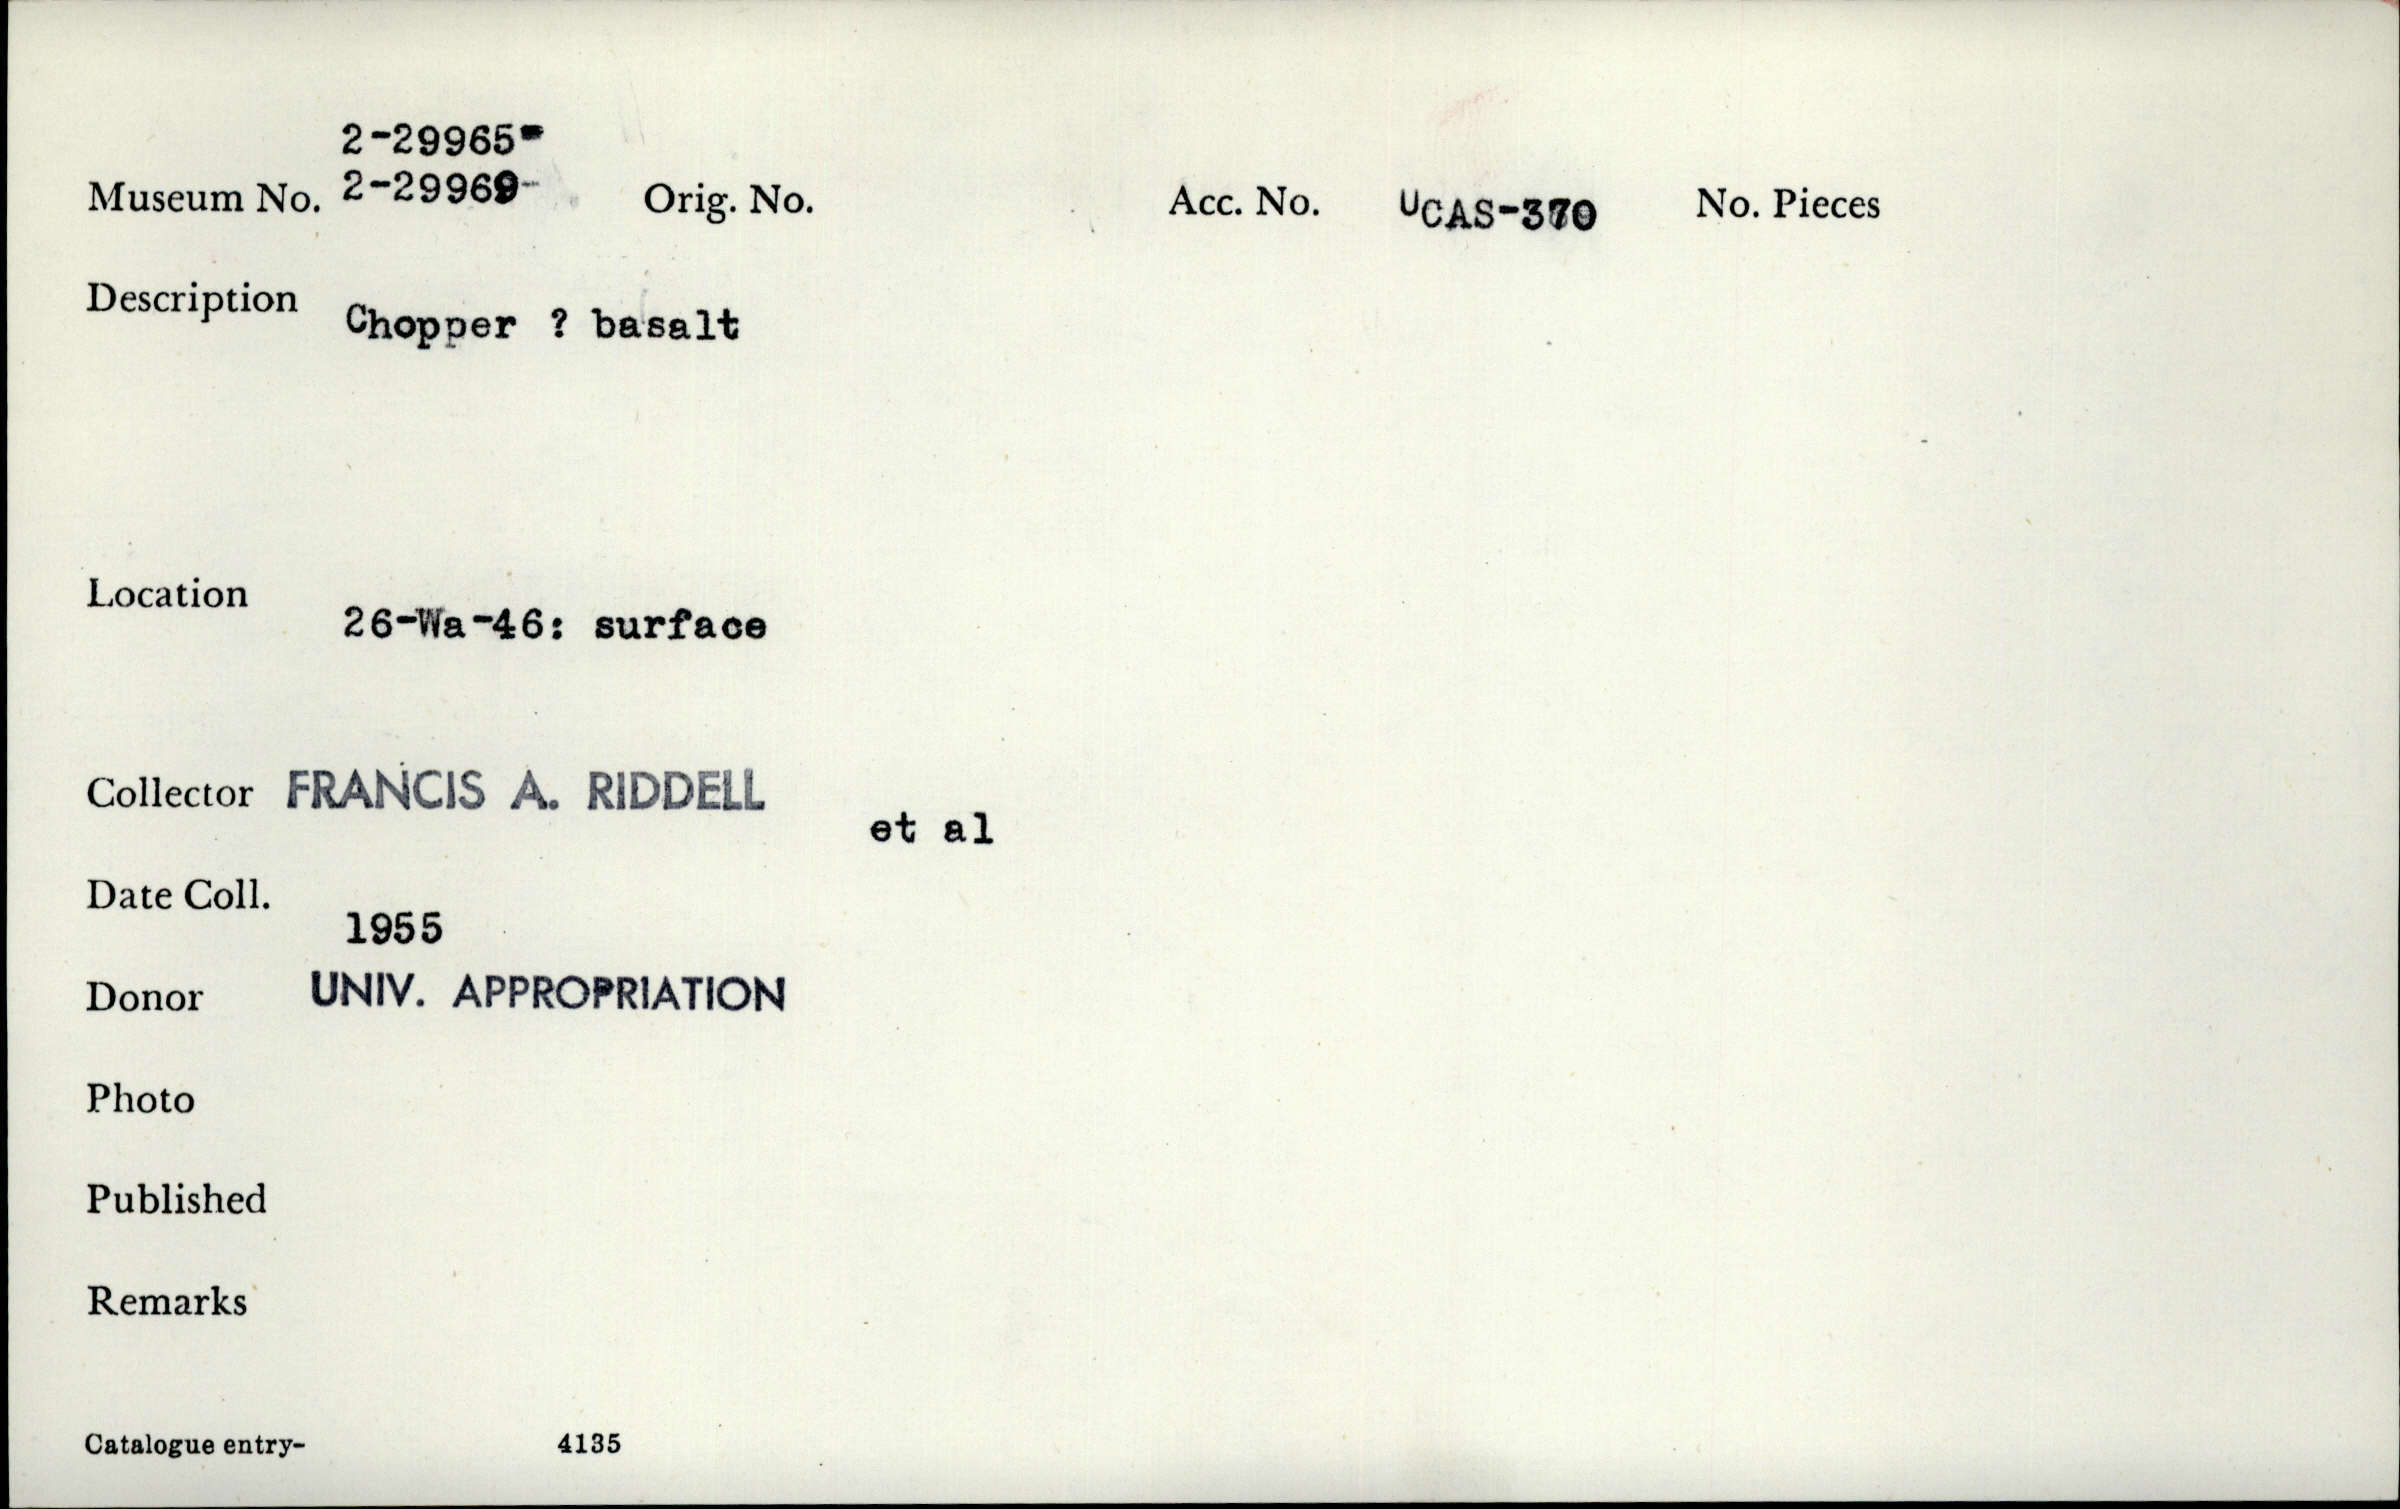 2-29965-
Museum No. 2-29969 Orig. No. Acc. No. UCAS-370 No. Pieces
Description Chopper ? basalt
Location 26-Wa-46: surface
Collector FRANCIS A. RIDDELL et al
Date Coll. 1955
Donor UNIV. APPROPRIATION
Photo
Published
Remarks
Catalogue entry- 4135